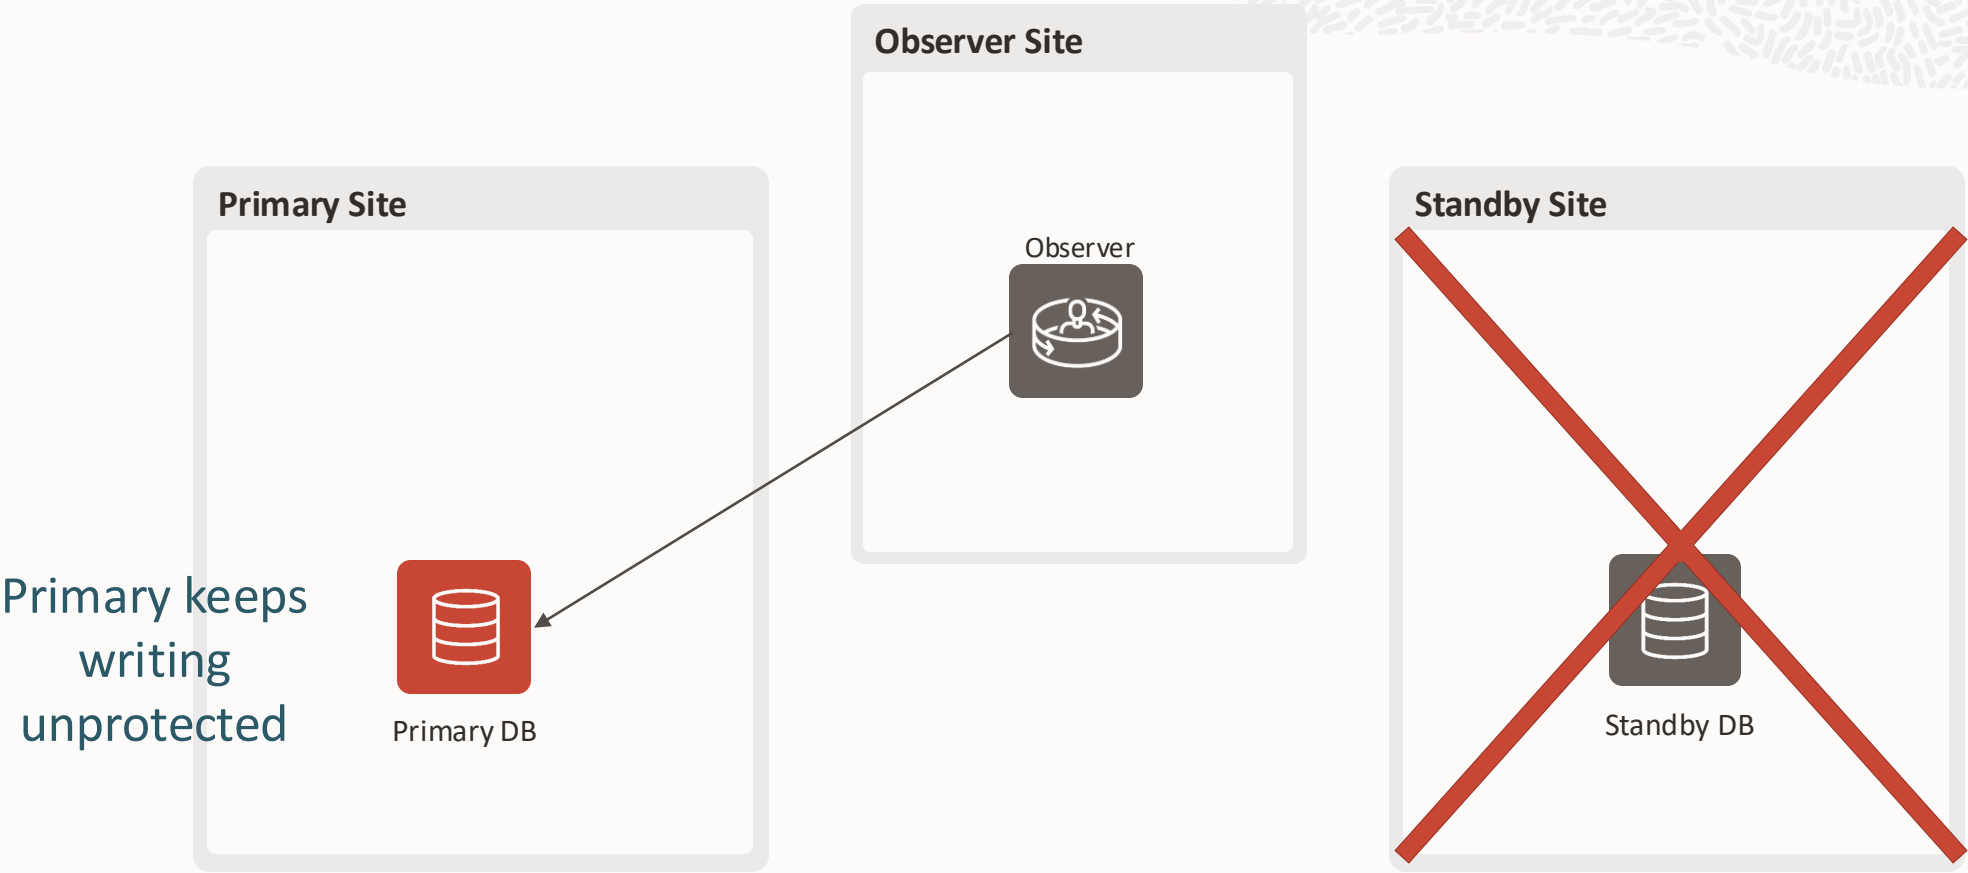 Observer Site
Primary Site
Standby Site
Observer
Primary keeps
writing
unprotected
Primary DB
Standby DB